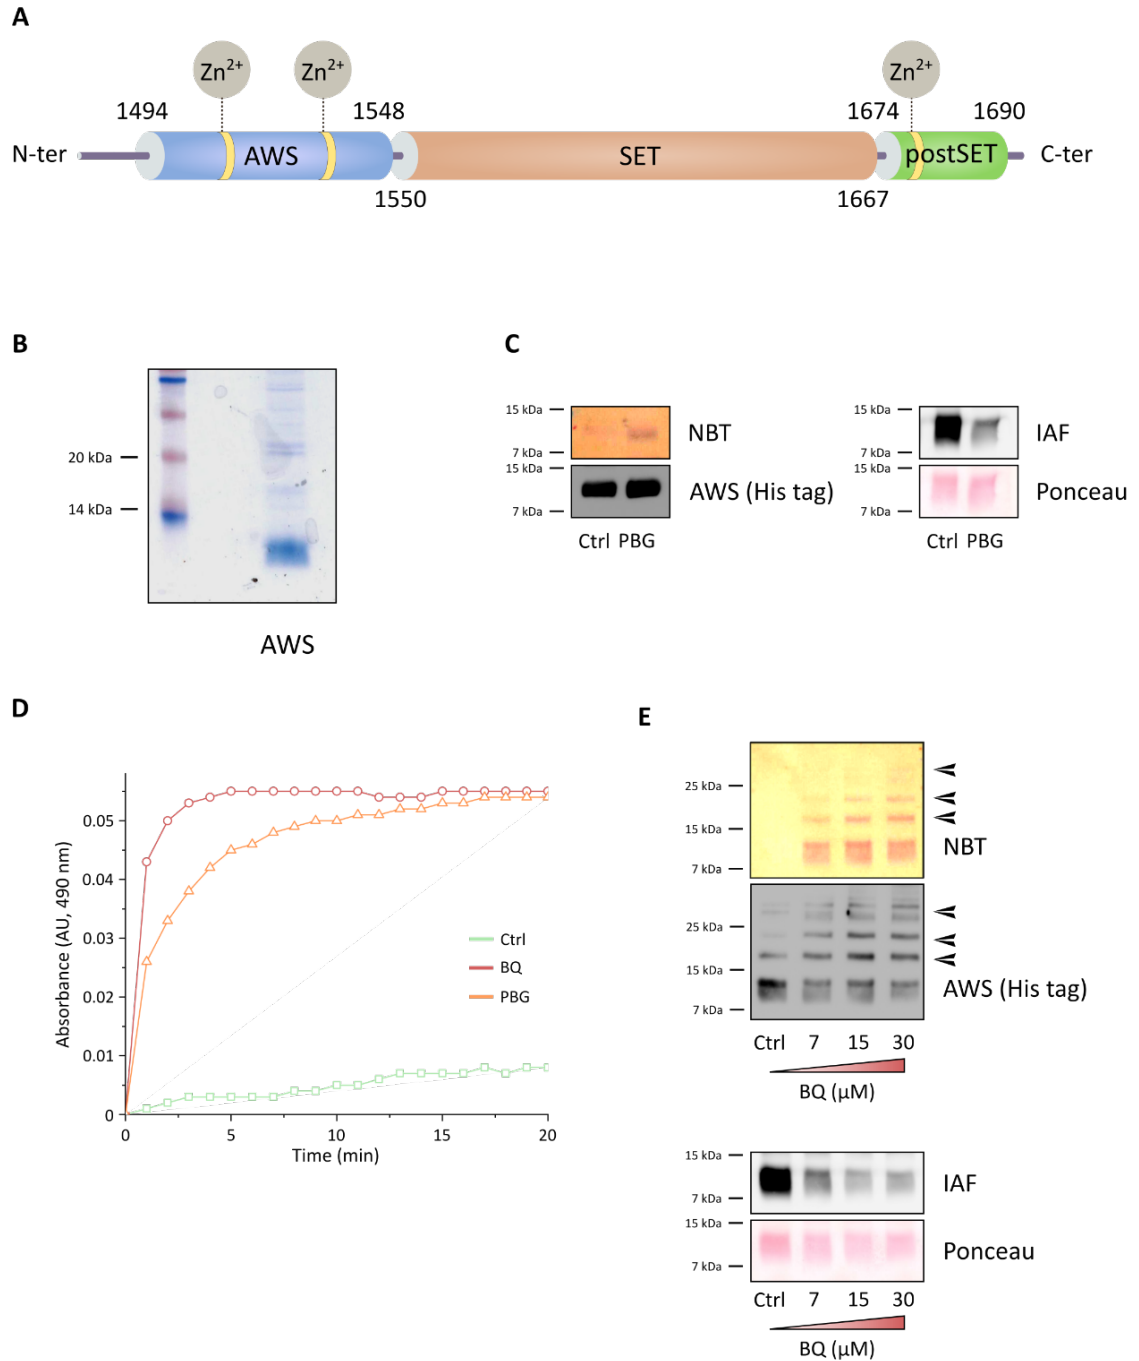 A
Zn2+ Zn2+ Zn2+
1494 1548 1674 1690
N-ter AWS SET postSET C-ter
1550 1667
B
20 kDa
14 kDa
AWS
C
15 kDa
NBT
7 kDa
15 kDa
AWS (His tag)
7 kDa
Ctrl PBG
15 kDa
IAF
7 kDa
15 kDa
Ponceau
7 kDa
Ctrl PBG
D
Absorbance (AU, 490 nm)
0.05
0.04
0.03
0.02
0.01
0
0 5 10 15 20
Time (min)
Ctrl
BQ
PBG
E
25 kDa
15 kDa
NBT
7 kDa
25 kDa
15 kDa
AWS (His tag)
7 kDa
Ctrl 7 15 30
BQ (µM)
15 kDa
IAF
7 kDa
15 kDa
Ponceau
7 kDa
Ctrl 7 15 30
BQ (µM)